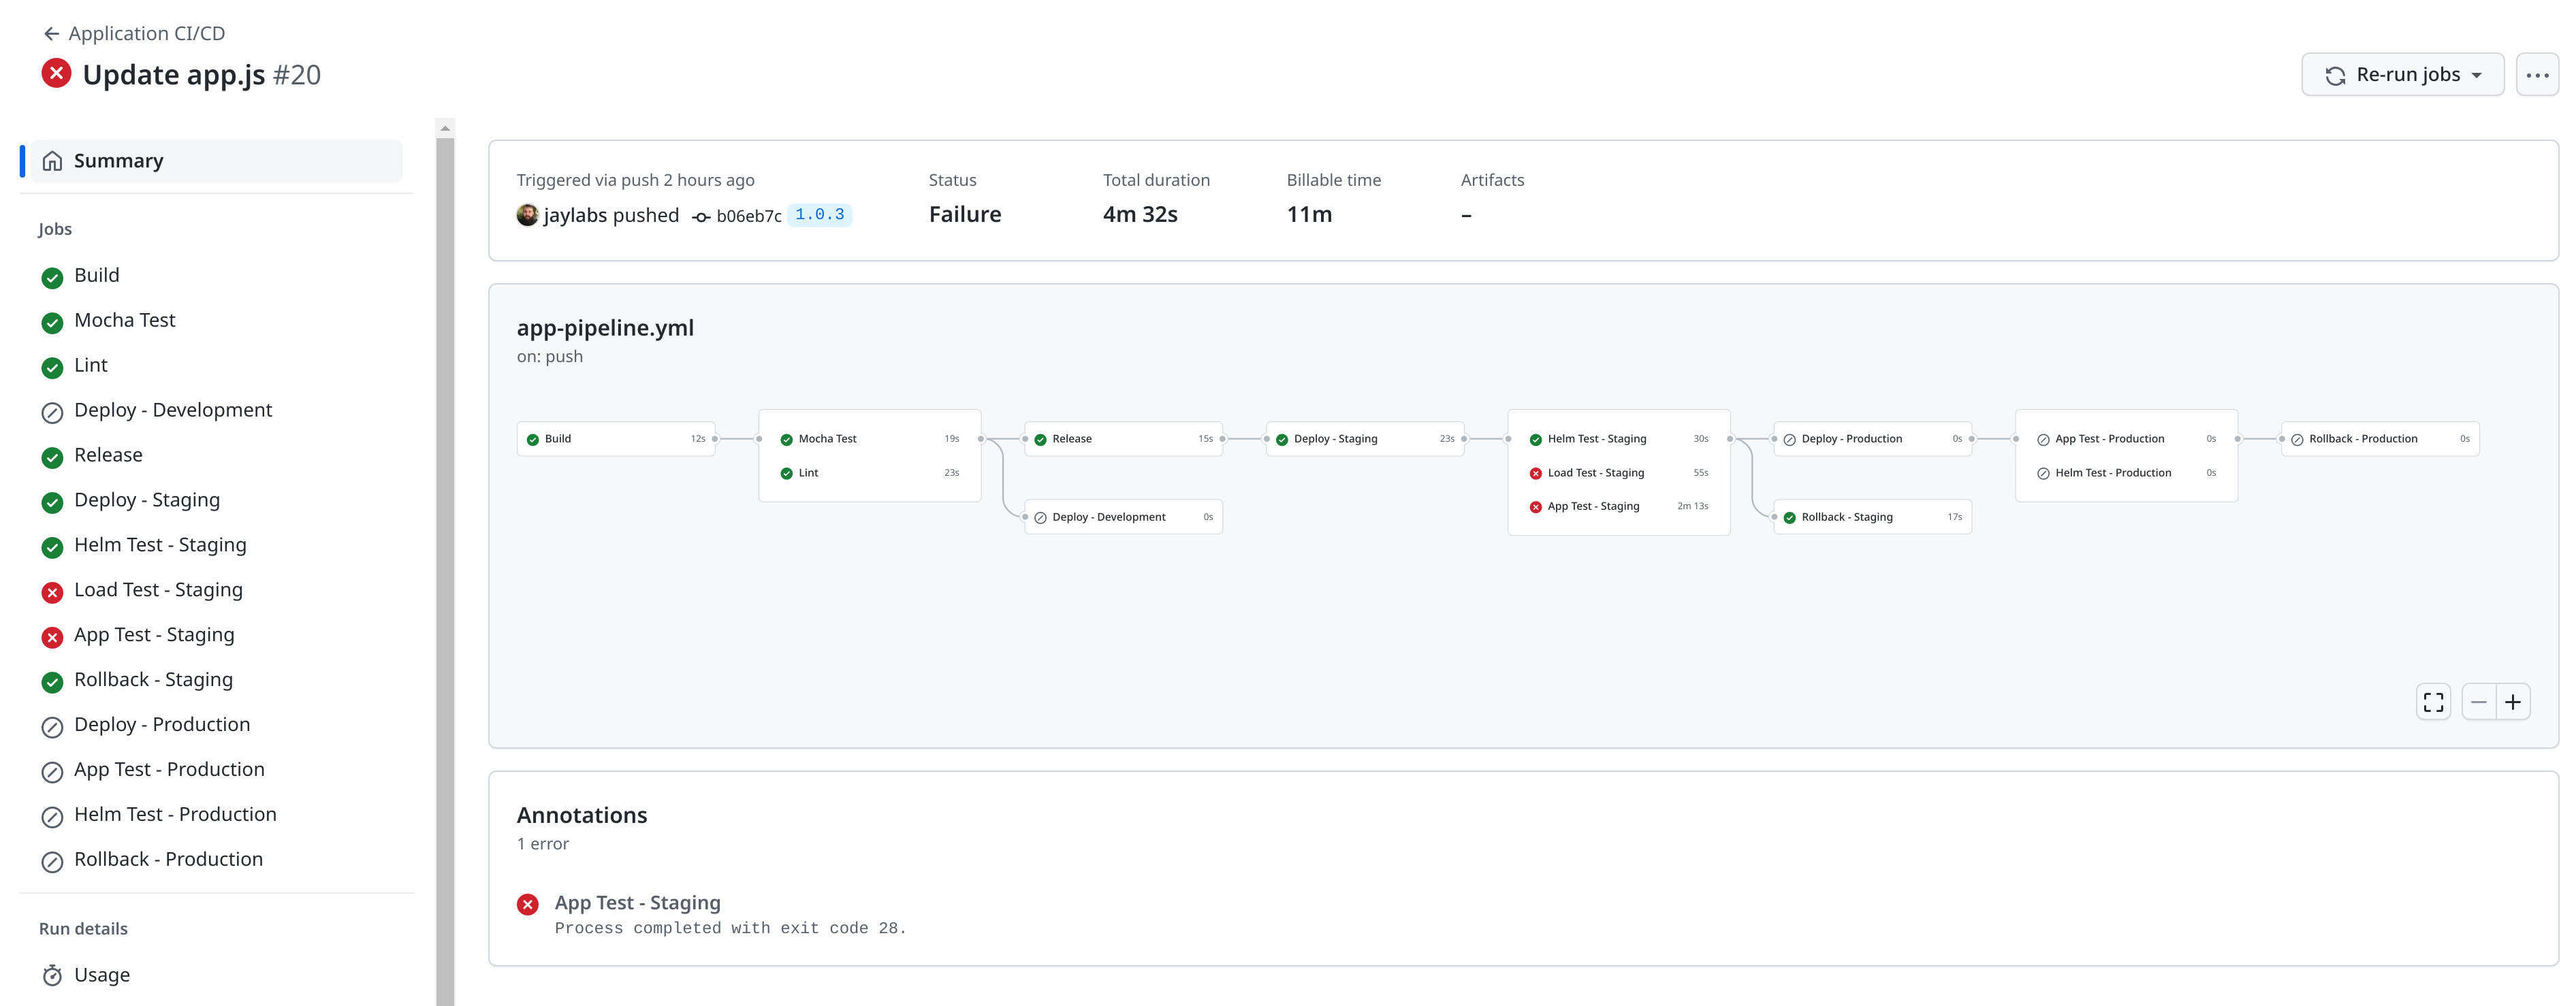 Application CI/CD
Update app.js #20
Re-run jobs
Summary
Jobs
Build
Mocha Test
Lint
Deploy - Development
Release
Deploy - Staging
Helm Test - Staging
Load Test - Staging
App Test - Staging
Rollback - Staging
Deploy - Production
App Test - Production
Helm Test - Production
Rollback - Production
Run details
Usage
Triggered via push 2 hours ago
jaylabs pushed b06eb7c 1.0.3
Status
Failure
Total duration
4m 32s
Billable time
11m
Artifacts
–
app-pipeline.yml
on: push
Build 12s
Mocha Test 19s
Lint 23s
Release 15s
Deploy - Development 0s
Deploy - Staging 23s
Helm Test - Staging 30s
Load Test - Staging 55s
App Test - Staging 2m 13s
Deploy - Production 0s
Rollback - Staging 17s
App Test - Production 0s
Helm Test - Production 0s
Rollback - Production 0s
Annotations
1 error
App Test - Staging
Process completed with exit code 28.